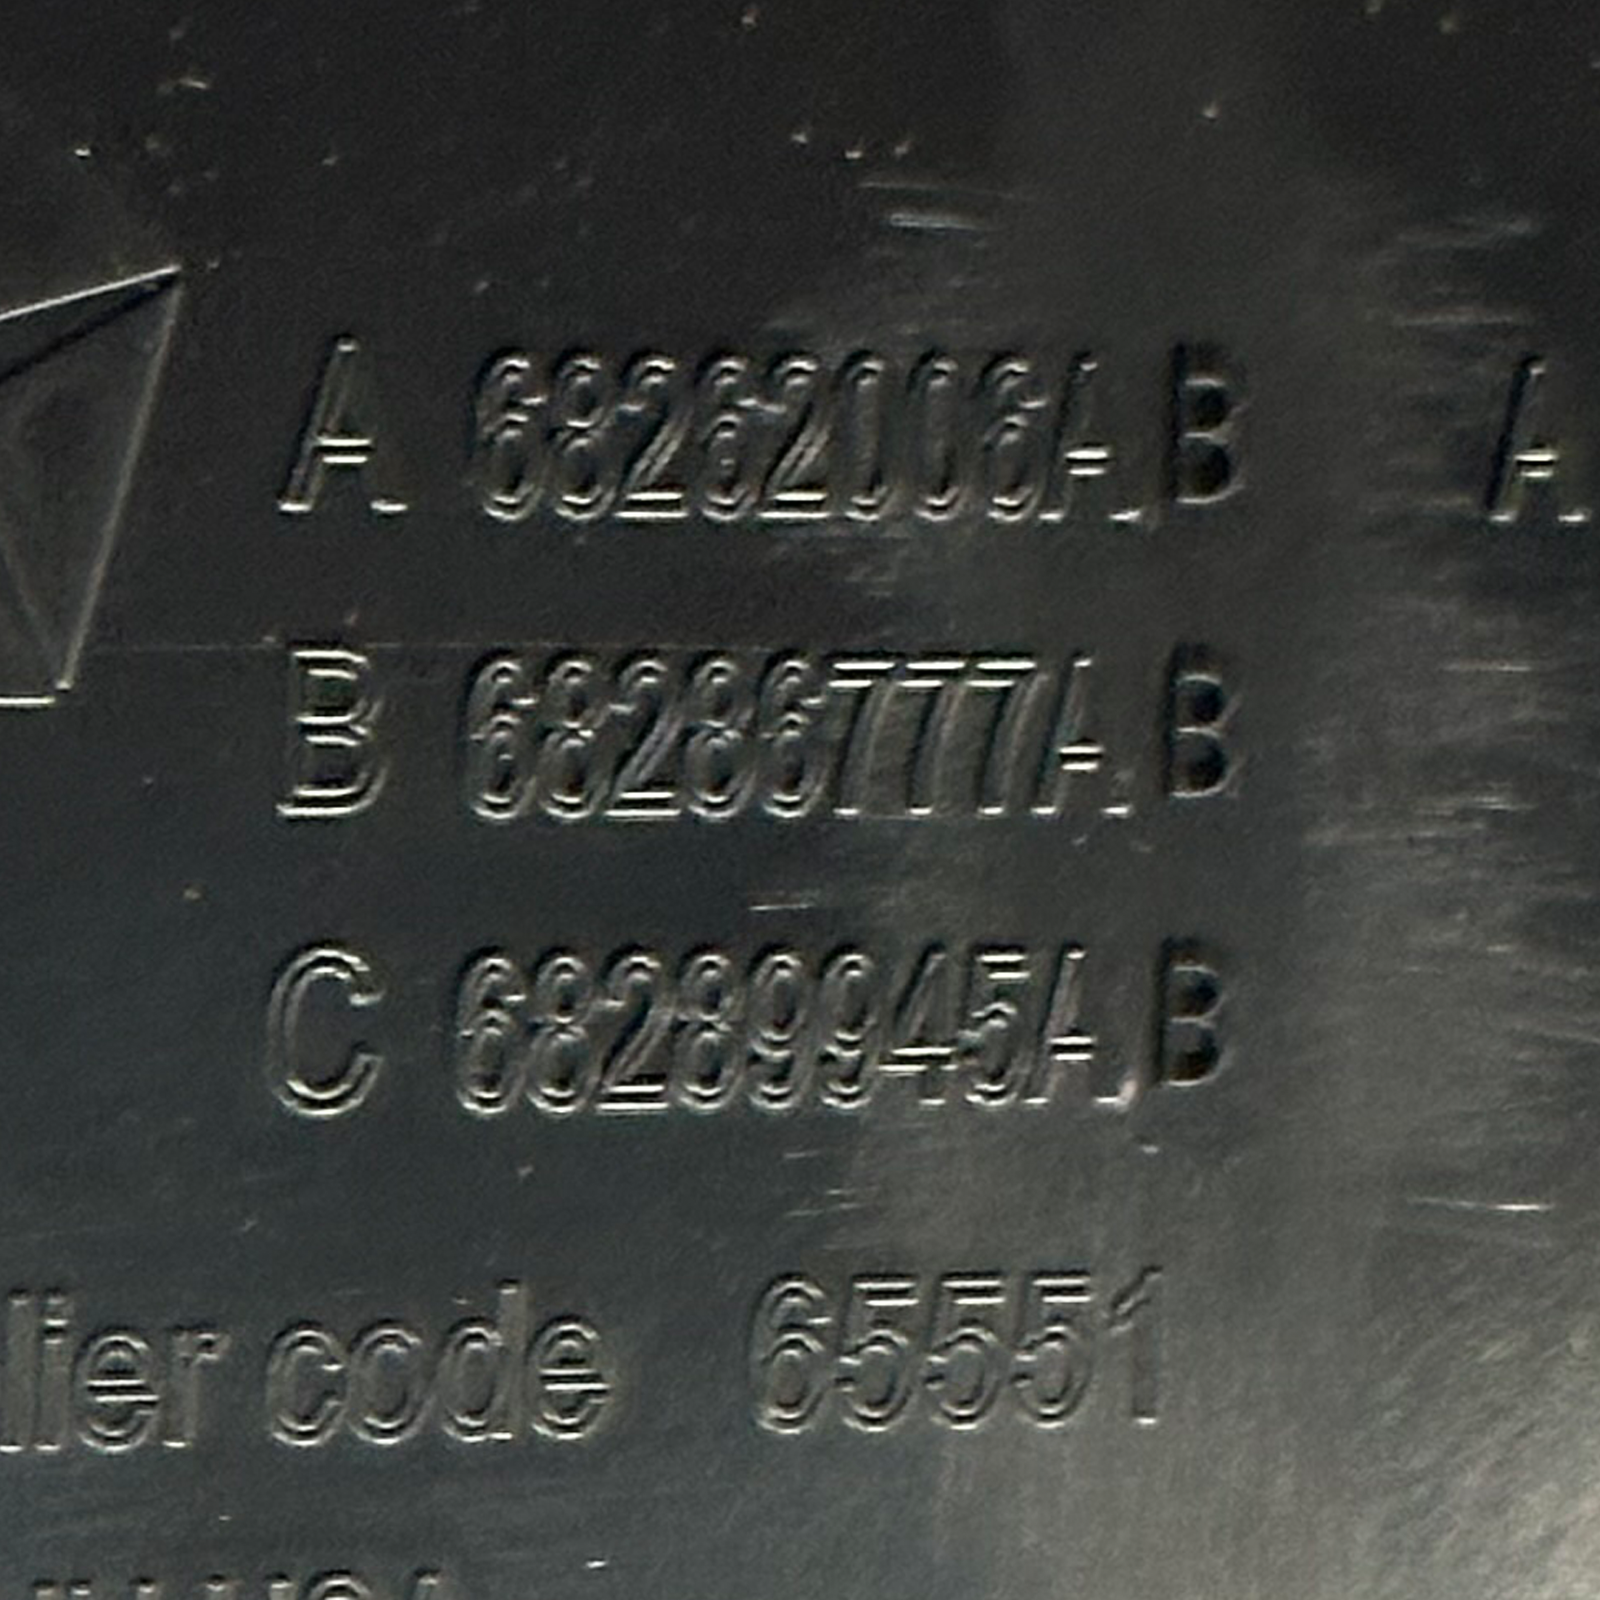 A 68262006AB A
B 68286777AB
C 68289945AB
lier code 65551